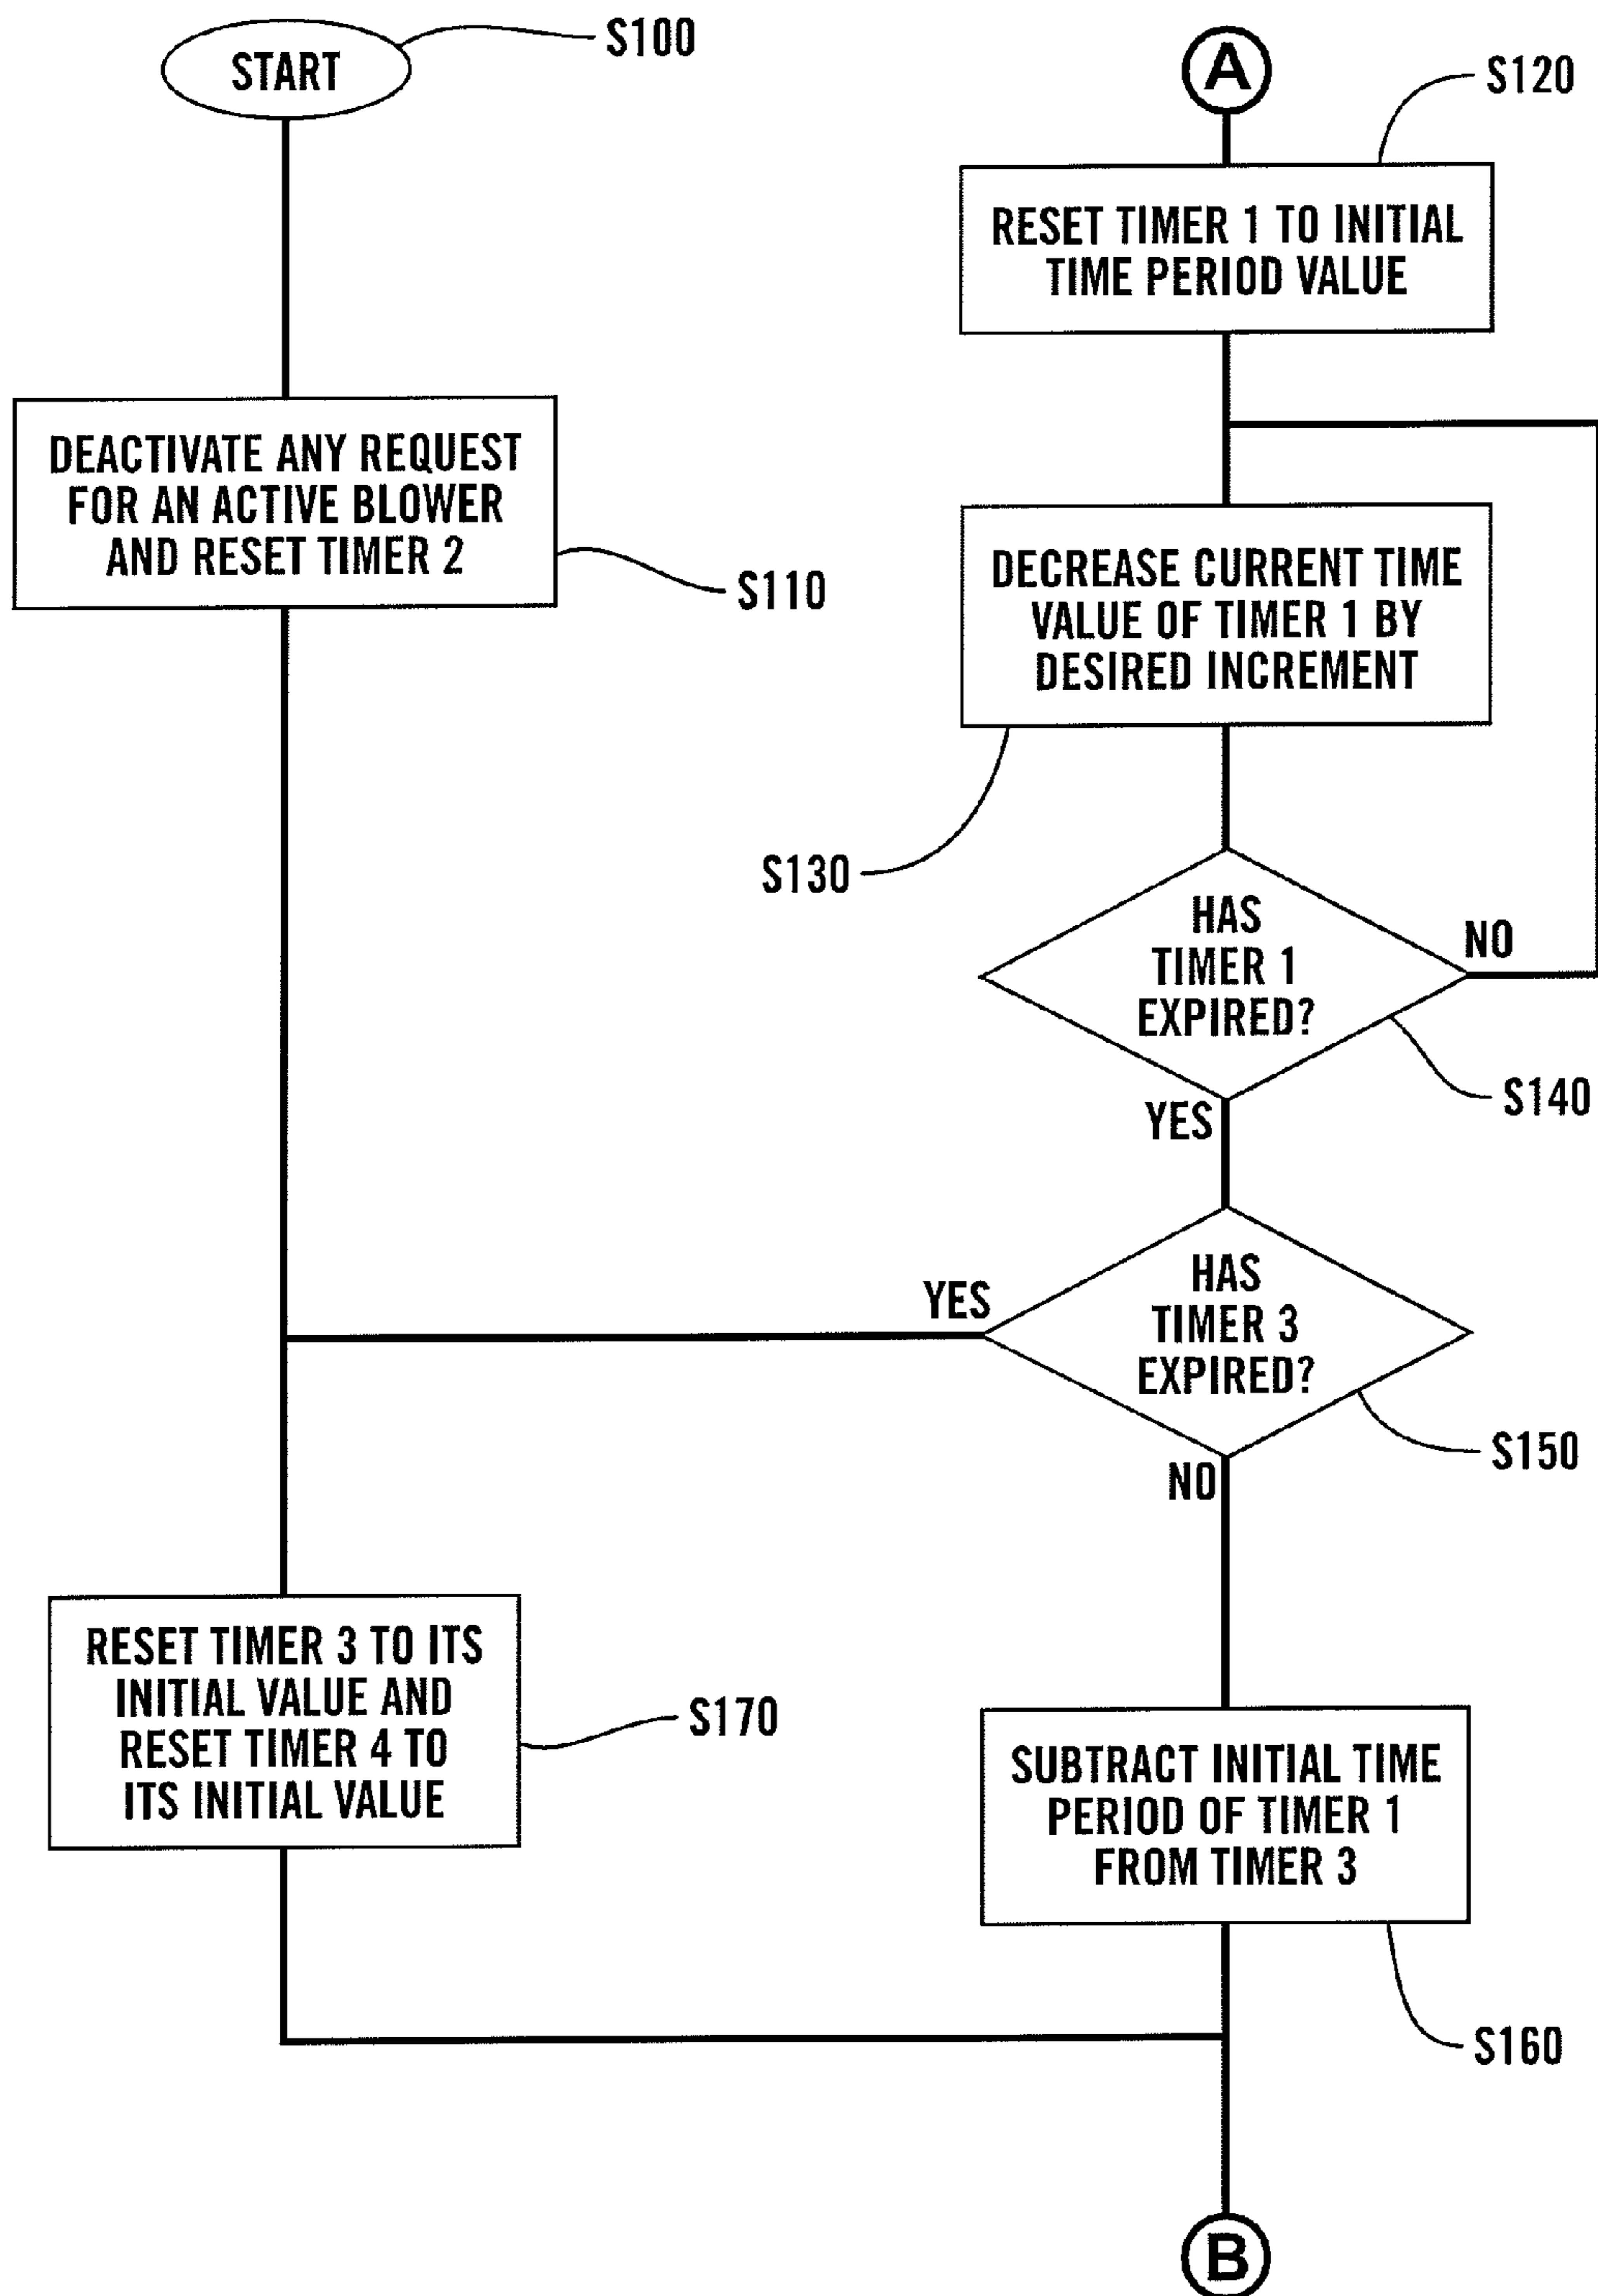 START
S100
DEACTIVATE ANY REQUEST
FOR AN ACTIVE BLOWER
AND RESET TIMER 2
S110
RESET TIMER 3 TO ITS
INITIAL VALUE AND
RESET TIMER 4 TO
ITS INITIAL VALUE
S170
A
S120
RESET TIMER 1 TO INITIAL
TIME PERIOD VALUE
DECREASE CURRENT TIME
VALUE OF TIMER 1 BY
DESIRED INCREMENT
S130
HAS
TIMER 1
EXPIRED?
NO
S140
YES
HAS
TIMER 3
EXPIRED?
YES
S150
NO
SUBTRACT INITIAL TIME
PERIOD OF TIMER 1
FROM TIMER 3
S160
B